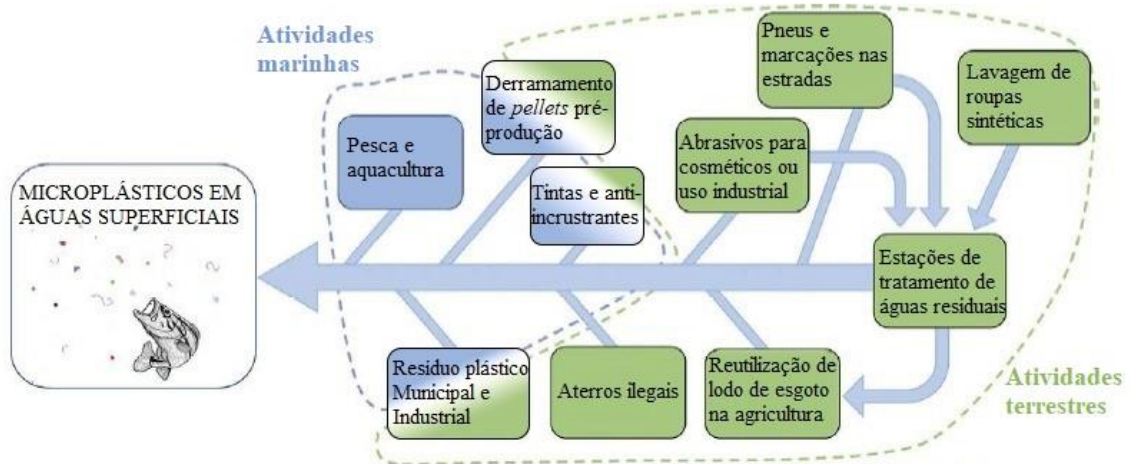 Atividades
marinhas
Pneus e
marcações nas
estradas
Lavagem de
roupas
sintéticas
Derramamento
de pellets pré-
produção
Pesca e
aquacultura
Abrasivos para
cosméticos ou
uso industrial
Tintas e anti-
incrustrantes
MICROPLÁSTICOS EM
ÁGUAS SUPERFICIAIS
Estações de
tratamento de
águas residuais
Residuo plástico
Municipal e
Industrial
Aterros ilegais
Reutilização de
lodo de esgoto
na agricultura
Atividades
terrestres